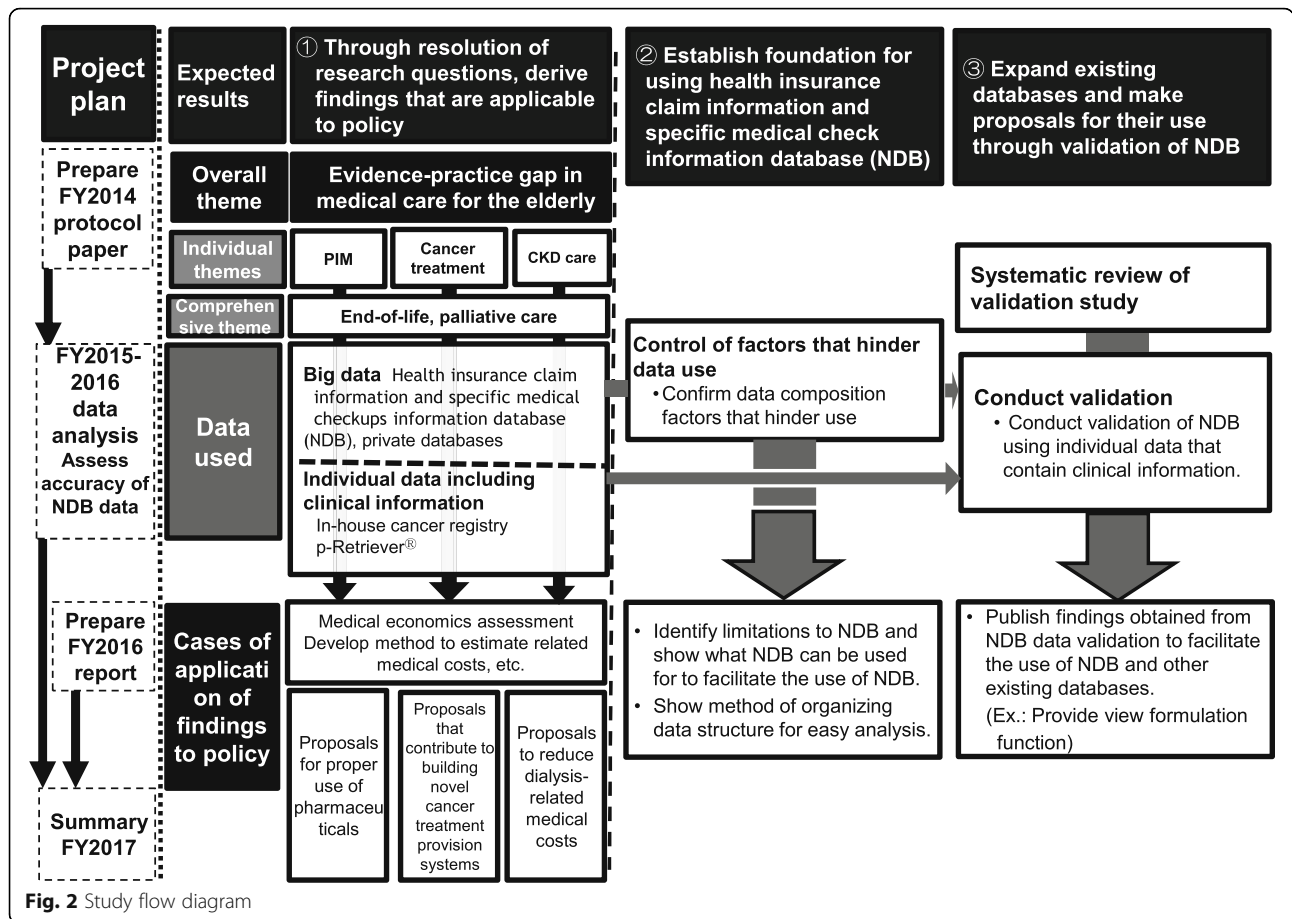 Project
plan
Prepare
FY2014
protocol
paper
FY2015-
2016
data
analysis
Assess
accuracy of
NDB data
Prepare
FY2016
report
Summary
FY2017
Expected
results
① Through resolution of
research questions, derive
findings that are applicable
to policy
Overall
theme
Evidence-practice gap in
medical care for the elderly
Individual
themes
PIM
Cancer
treatment
CKD care
Comprehen
sive theme
End-of-life, palliative care
Data
used
Big data Health insurance claim
information and specific medical
checkups information database
(NDB), private databases
Individual data including
clinical information
In-house cancer registry
p-Retriever®
Cases of
applicati
on of
findings
to policy
Medical economics assessment
Develop method to estimate related
medical costs, etc.
Proposals
for proper
use of
pharmaceu
ticals
Proposals
that
contribute to
building
novel
cancer
treatment
provision
systems
Proposals
to reduce
dialysis-
related
medical
costs
② Establish foundation for
using health insurance
claim information and
specific medical check
information database (NDB)
Control of factors that hinder
data use
• Confirm data composition
factors that hinder use
• Identify limitations to NDB and
show what NDB can be used
for to facilitate the use of NDB.
• Show method of organizing
data structure for easy analysis.
③ Expand existing
databases and make
proposals for their use
through validation of NDB
Systematic review of
validation study
Conduct validation
• Conduct validation of NDB
using individual data that
contain clinical information.
• Publish findings obtained from
NDB data validation to facilitate
the use of NDB and other
existing databases.
(Ex.: Provide view formulation
function)
Fig. 2 Study flow diagram